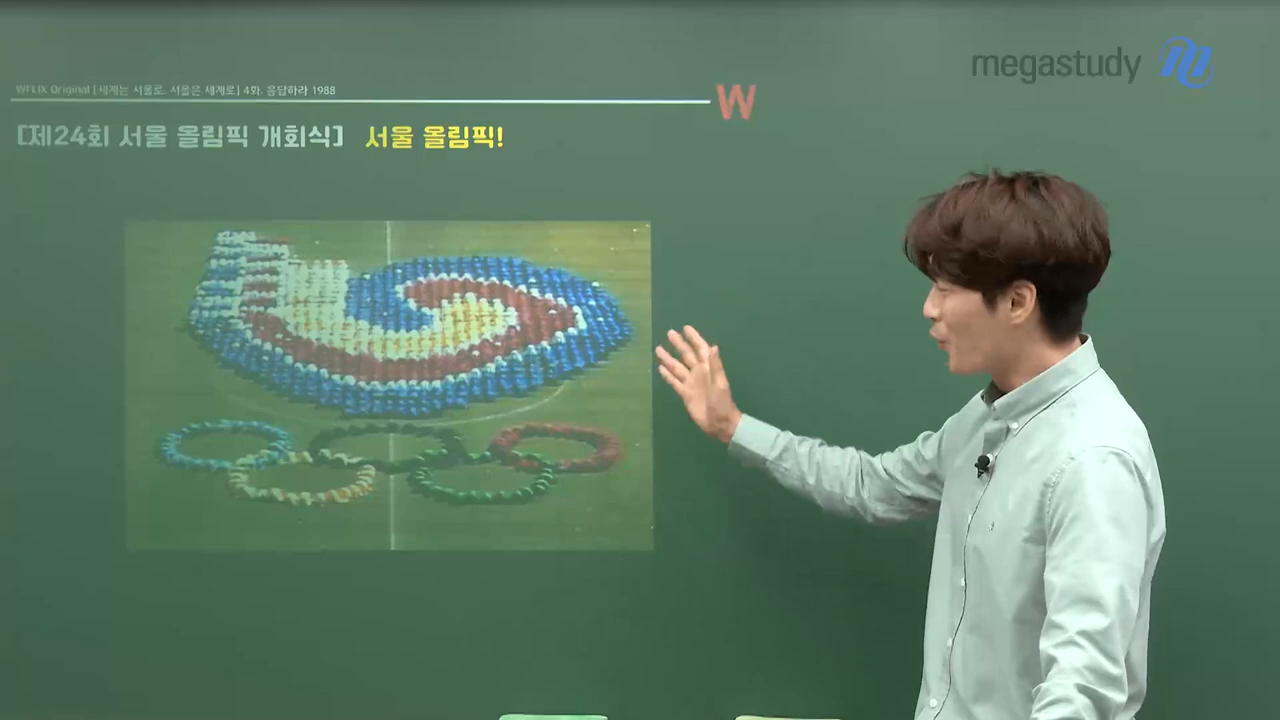 megastudy
WFLIX Original [세계는 서울로, 서울은 세계로] 4화. 응답하라 1988
W
[제24회 서울 올림픽 개회식] 서울 올림픽!